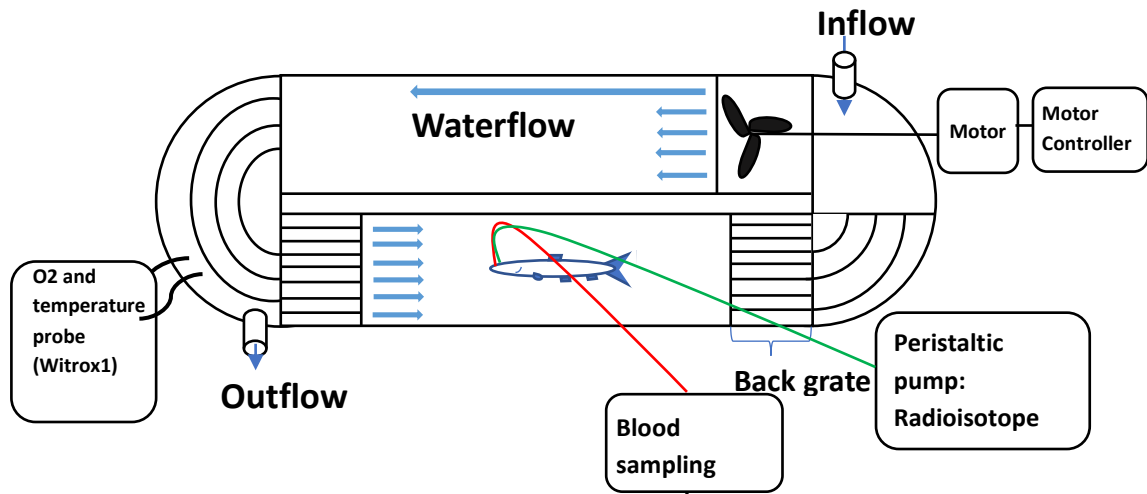 Inflow
Waterflow
Motor
Motor
Controller
O2 and
temperature
probe
(Witrox1)
Outflow
Back grate
Peristaltic
pump:
Radioisotope
Blood
sampling